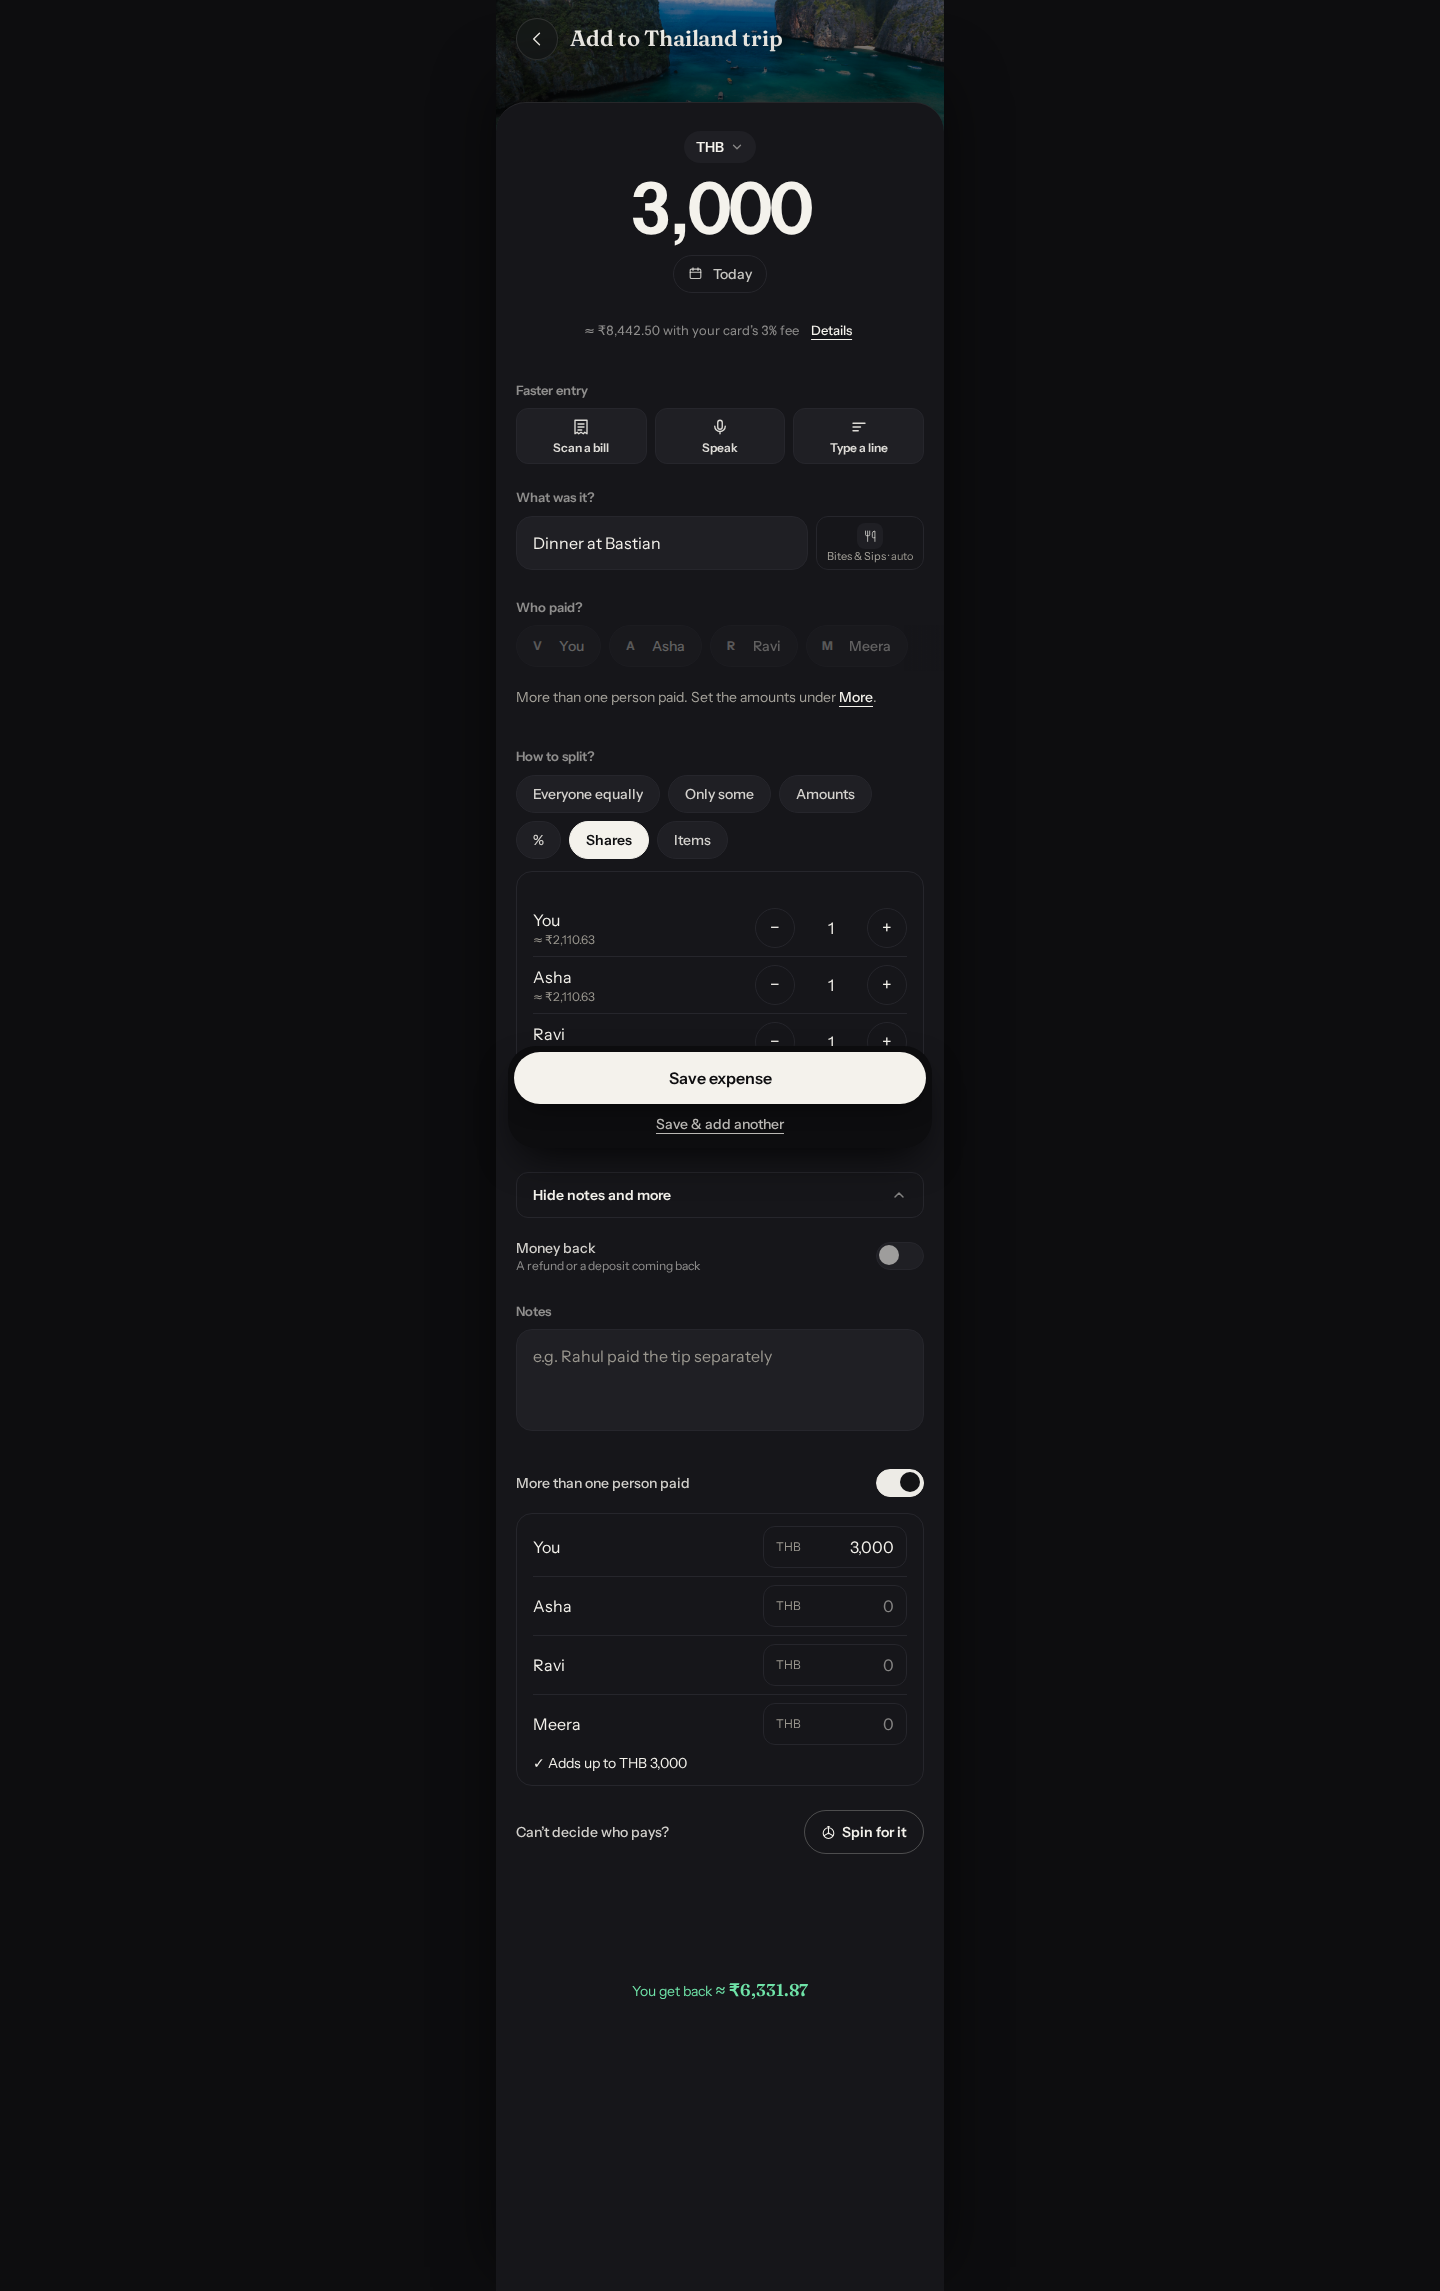 Add to Thailand trip
THB
3,000
Today
≈ ₹8,442.50 with your card's 3% fee Details
Faster entry
Scan a bill Speak Type a line
What was it?
Dinner at Bastian
Bites & Sips · auto
Who paid?
V You A Asha R Ravi M Meera
More than one person paid. Set the amounts under More.
How to split?
Everyone equally Only some Amounts
% Shares Items
You
≈ ₹2,110.63
− 1 +
Asha
≈ ₹2,110.63
− 1 +
Ravi
− 1 +
Save expense
Save & add another
Hide notes and more
Money back
A refund or a deposit coming back
Notes
e.g. Rahul paid the tip separately
More than one person paid
You THB 3,000
Asha THB 0
Ravi THB 0
Meera THB 0
✓ Adds up to THB 3,000
Can't decide who pays? Spin for it
You get back ≈ ₹6,331.87